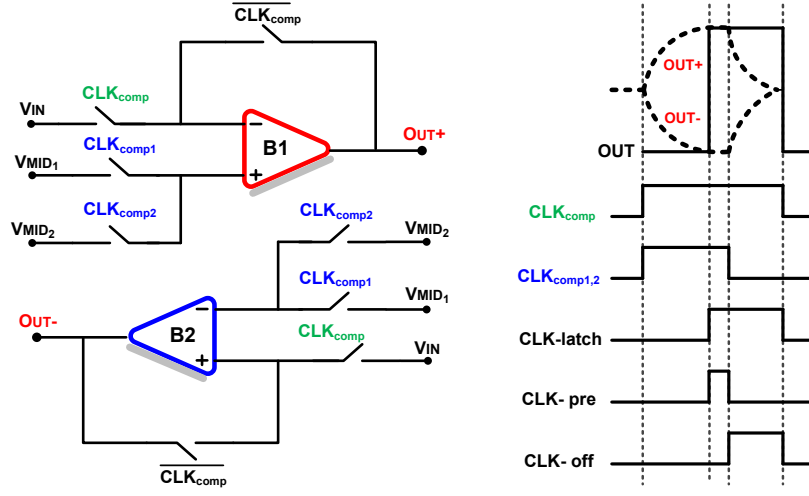 CLKcomp
CLKcomp
VIN
CLKcomp1
VMID1
CLKcomp2
VMID2
−
B1
+
OUT+
CLKcomp2
VMID2
CLKcomp1
VMID1
−
B2
+
OUT-
CLKcomp
VIN
CLKcomp
OUT+
OUT-
OUT
CLKcomp
CLKcomp1,2
CLK-latch
CLK- pre
CLK- off